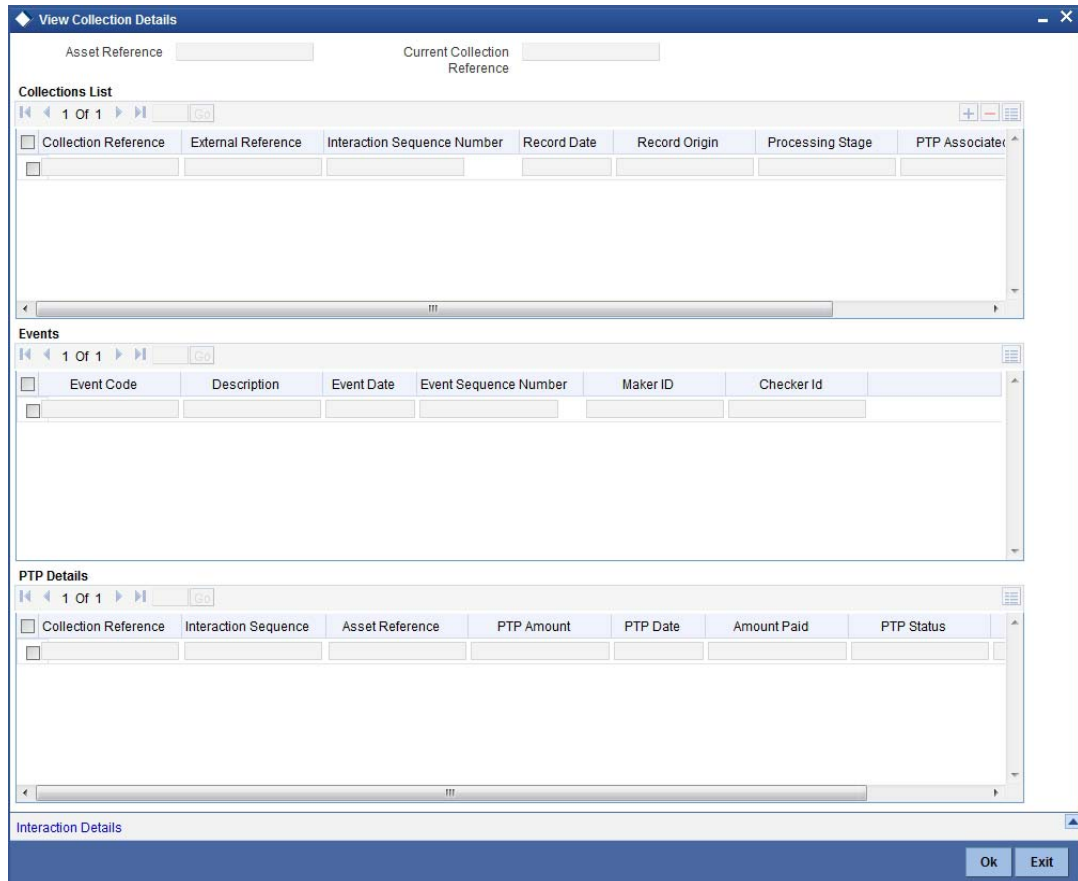 View Collection Details
Asset Reference
Current Collection
Reference
Collections List
1 Of 1 Go
Collection Reference External Reference Interaction Sequence Number Record Date Record Origin Processing Stage PTP Associated
Events
1 Of 1 Go
Event Code Description Event Date Event Sequence Number Maker ID Checker Id
PTP Details
1 Of 1 Go
Collection Reference Interaction Sequence Asset Reference PTP Amount PTP Date Amount Paid PTP Status
Interaction Details
Ok Exit